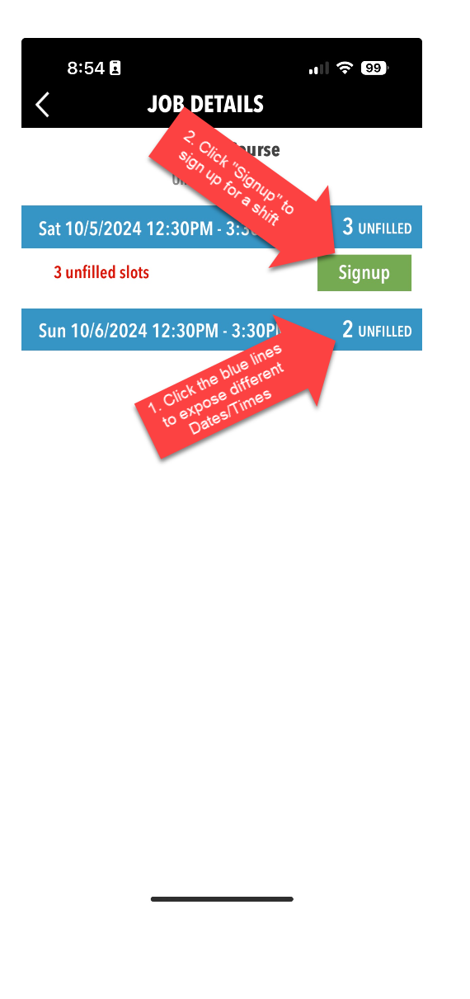 8:54
99
JOB DETAILS
2. Click "Signup" to
sign up for a shift
Sat 10/5/2024 12:30PM -
3 UNFILLED
3 unfilled slots
Signup
Sun 10/6/2024 12:30PM - 3:30PM
2 UNFILLED
1. Click the blue lines
to expose different
Dates/Times